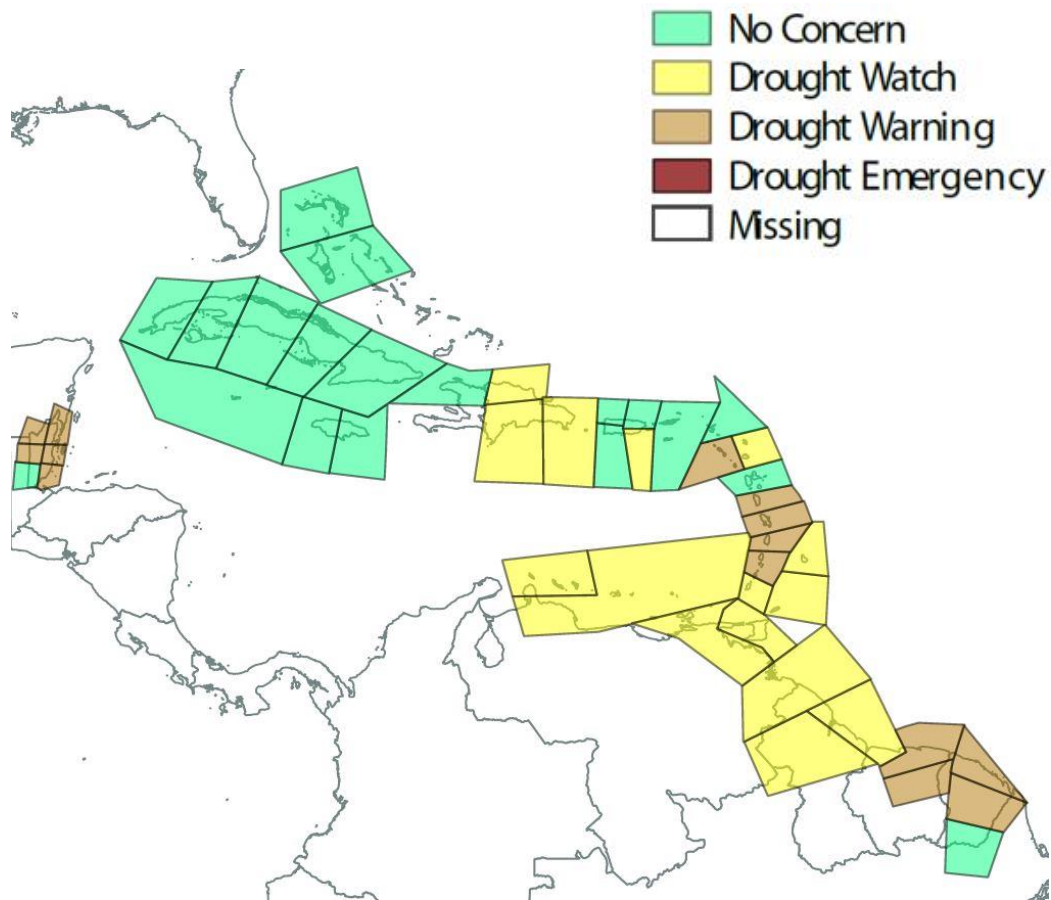 No Concern
Drought Watch
Drought Warning
Drought Emergency
Missing